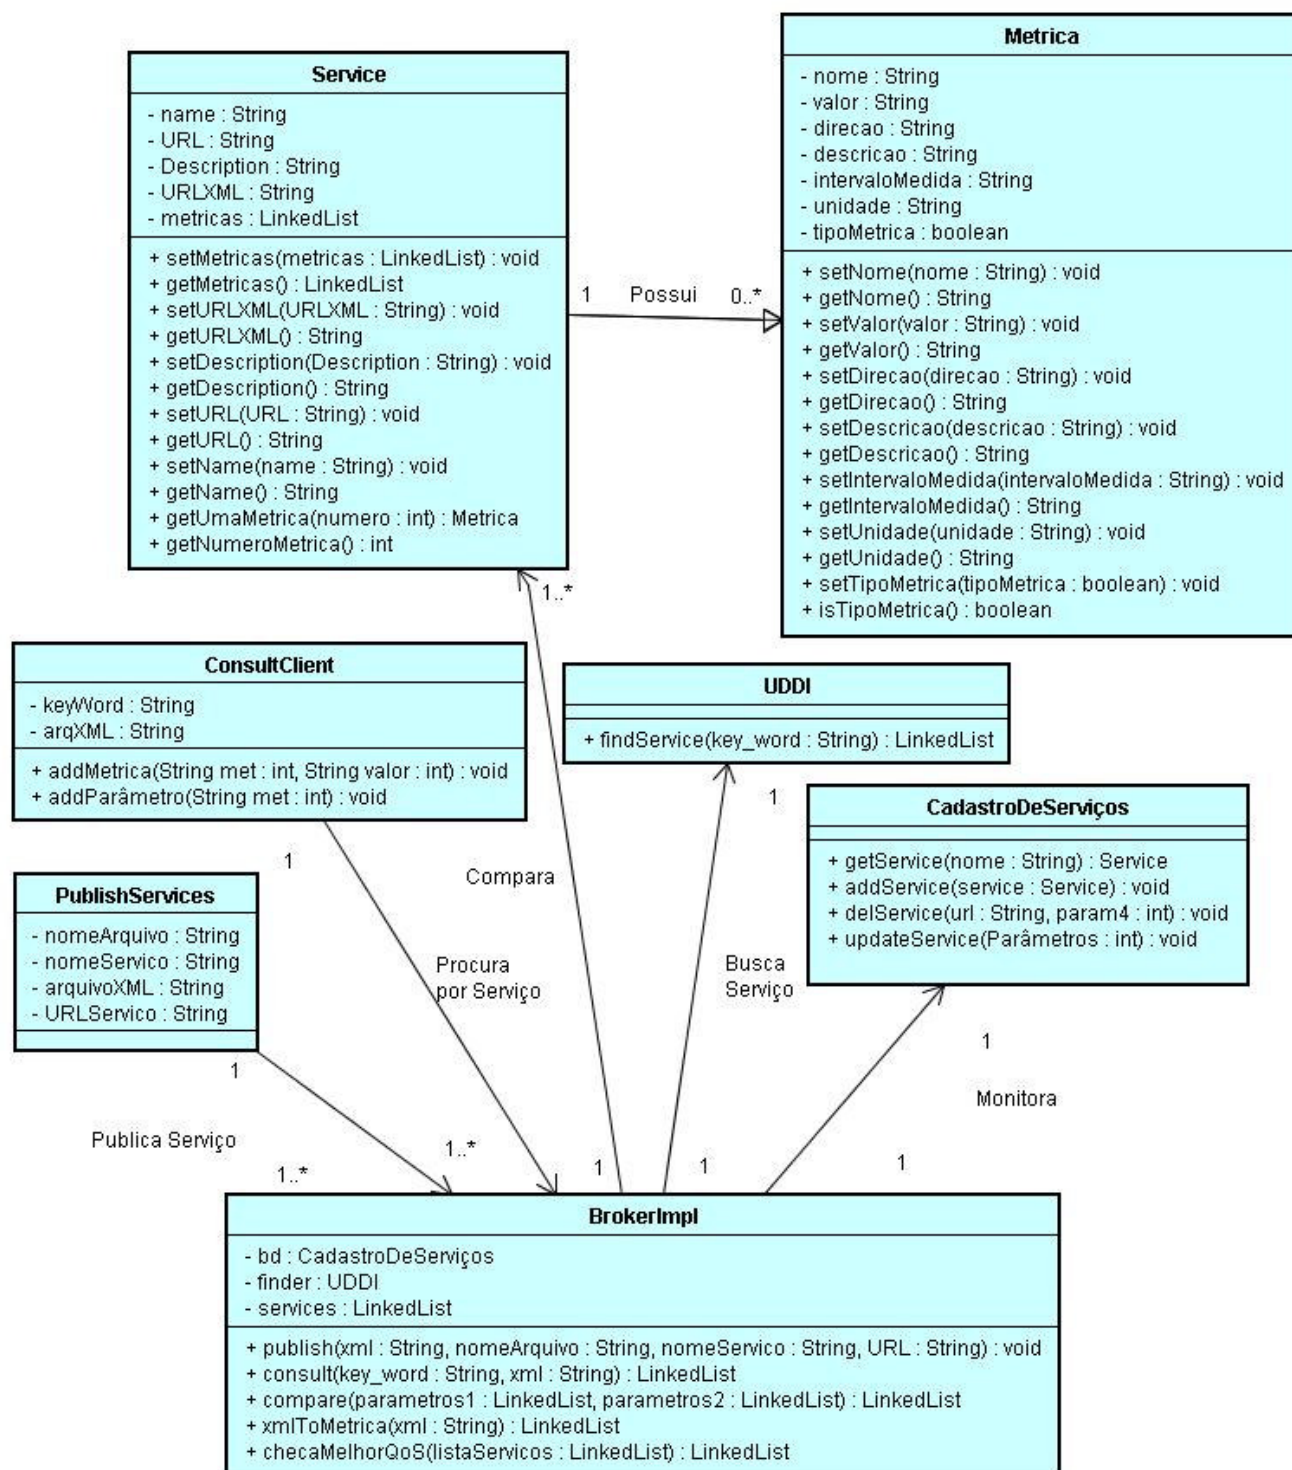 Service
- name : String
- URL : String
- Description : String
- URLXML : String
- metricas : LinkedList
+ setMetricas(metricas : LinkedList) : void
+ getMetricas() : LinkedList
+ setURLXML(URLXML : String) : void
+ getURLXML() : String
+ setDescription(Description : String) : void
+ getDescription() : String
+ setURL(URL : String) : void
+ getURL() : String
+ setName(name : String) : void
+ getName() : String
+ getUmaMetrica(numero : int) : Metrica
+ getNumeroMetrica() : int
1 Possui 0..*
Metrica
- nome : String
- valor : String
- direcao : String
- descricao : String
- intervaloMedida : String
- unidade : String
- tipoMetrica : boolean
+ setNome(nome : String) : void
+ getNome() : String
+ setValor(valor : String) : void
+ getValor() : String
+ setDirecao(direcao : String) : void
+ getDirecao() : String
+ setDescricao(descricao : String) : void
+ getDescricao() : String
+ setIntervaloMedida(intervaloMedida : String) : void
+ getIntervaloMedida() : String
+ setUnidade(unidade : String) : void
+ getUnidade() : String
+ setTipoMetrica(tipoMetrica : boolean) : void
+ isTipoMetrica() : boolean
1..*
ConsultClient
- keyWord : String
- arqXML : String
+ addMetrica(String met : int, String valor : int) : void
+ addParâmetro(String met : int) : void
UDDI
+ findService(key_word : String) : LinkedList
1
CadastroDeServiços
+ getService(nome : String) : Service
+ addService(service : Service) : void
+ delService(url : String, param4 : int) : void
+ updateService(Parâmetros : int) : void
1
Compara
PublishServices
- nomeArquivo : String
- nomeServico : String
- arquivoXML : String
- URLServico : String
Procura
por Serviço
Busca
Serviço
1
1
Monitora
Publica Serviço
1..*
1..*
1
1
1
BrokerImpl
- bd : CadastroDeServiços
- finder : UDDI
- services : LinkedList
+ publish(xml : String, nomeArquivo : String, nomeServico : String, URL : String) : void
+ consult(key_word : String, xml : String) : LinkedList
+ compare(parametros1 : LinkedList, parametros2 : LinkedList) : LinkedList
+ xmlToMetrica(xml : String) : LinkedList
+ checaMelhorQoS(listaServicos : LinkedList) : LinkedList